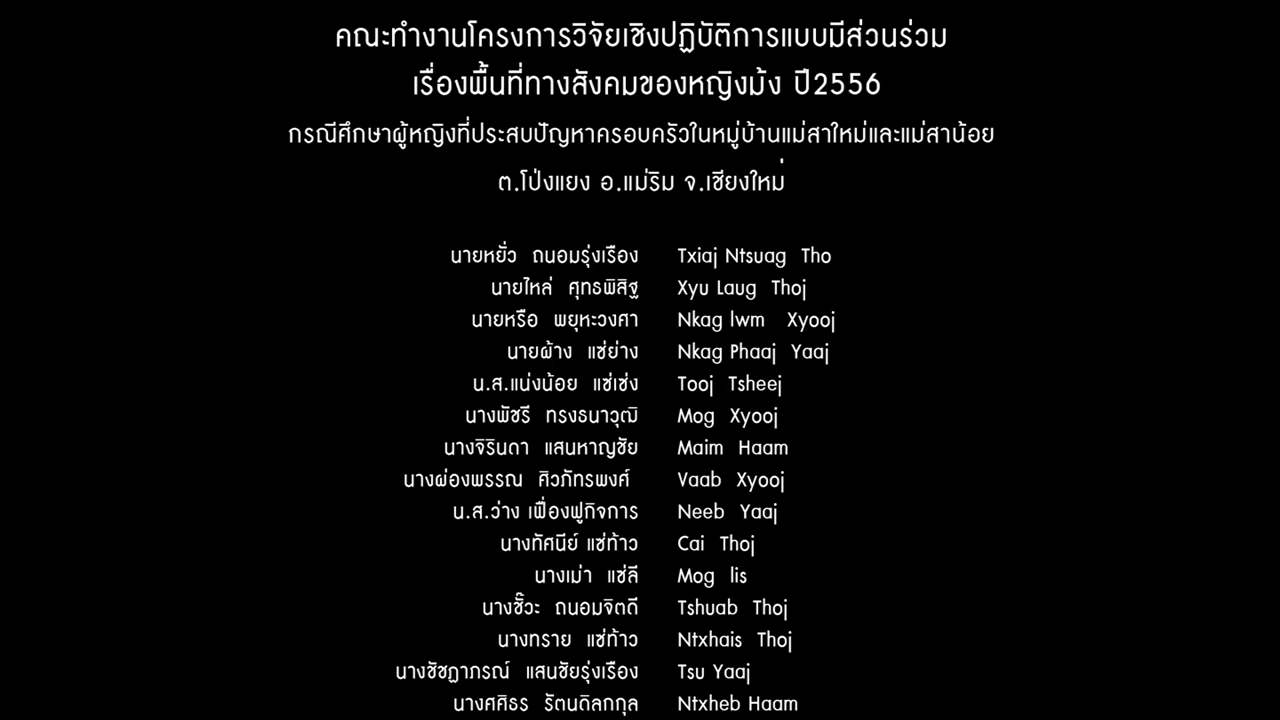 คณะทำงานโครงการวิจัยเชิงปฏิบัติการแบบมีส่วนร่วม
เรื่องพื้นที่ทางสังคมของหญิงม้ง ปี2556
กรณีศึกษาผู้หญิงที่ประสบปัญหาครอบครัวในหมู่บ้านแม่สาใหม่และแม่สาน้อย
ต.โป่งแยง อ.แม่ริม จ.เชียงใหม่
นายหยั่ว ถนอมรุ่งเรือง Txiaj Ntsuag Tho
นายไหล่ ศุทธพิสิฐ Xyu Laug Thoj
นายหรือ พยุหะวงศา Nkag lwm Xyooj
นายผ้าง แซ่ย่าง Nkag Phaaj Yaaj
น.ส.แน่งน้อย แซ่เซ่ง Tooj Tsheej
นางพัชรี ทรงธนาวุฒิ Mog Xyooj
นางจิรินดา แสนหาญชัย Maim Haam
นางผ่องพรรณ ศิวภัทรพงศ์ Vaab Xyooj
น.ส.ว่าง เฟื่องฟูกิจการ Neeb Yaaj
นางทัศนีย์ แซ่ท้าว Cai Thoj
นางเม่า แซ่ลี Mog lis
นางชั๊วะ ถนอมจิตดี Tshuab Thoj
นางทราย แซ่ท้าว Ntxhais Thoj
นางชัชฎาภรณ์ แสนชัยรุ่งเรือง Tsu Yaaj
นางศศิธร รัตนดิลกกุล Ntxheb Haam